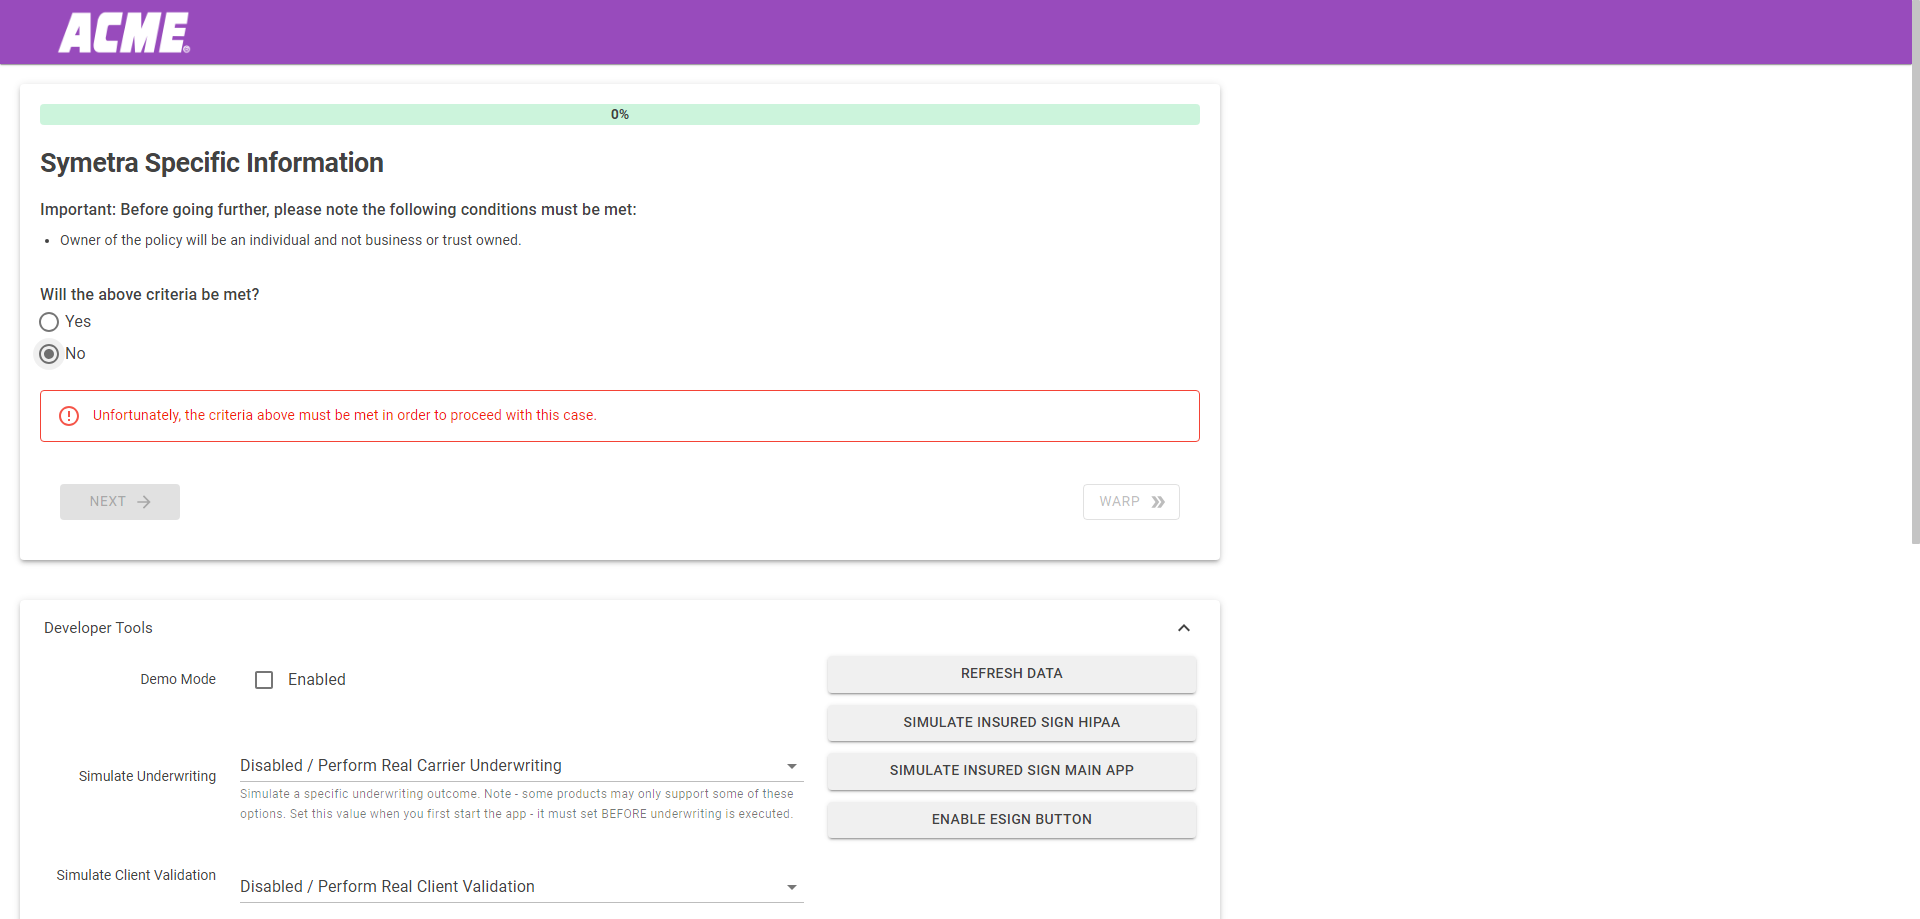 ACME®
0%
Symetra Specific Information
Important: Before going further, please note the following conditions must be met:
• Owner of the policy will be an individual and not business or trust owned.
Will the above criteria be met?
Yes
No
Unfortunately, the criteria above must be met in order to proceed with this case.
NEXT
WARP
Developer Tools
Demo Mode
Enabled
REFRESH DATA
SIMULATE INSURED SIGN HIPAA
Simulate Underwriting
Disabled / Perform Real Carrier Underwriting
Simulate a specific underwriting outcome. Note - some products may only support some of these
options. Set this value when you first start the app - it must set BEFORE underwriting is executed.
SIMULATE INSURED SIGN MAIN APP
ENABLE ESIGN BUTTON
Simulate Client Validation
Disabled / Perform Real Client Validation